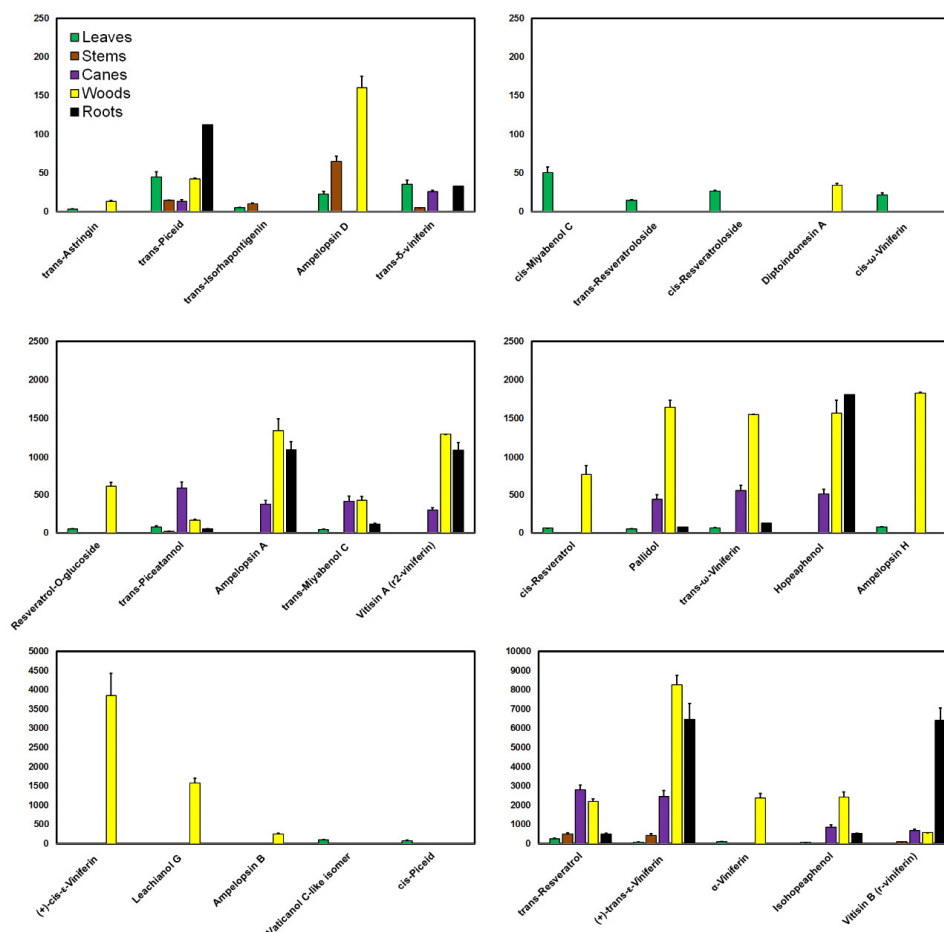 250
200
150
100
50
0
Leaves
Stems
Canes
Woods
Roots
trans-Astringin
trans-Piceid
trans-Isorhapontigenin
Ampelopsin D
trans-δ-viniferin
250
200
150
100
50
0
cis-Miyabenol C
trans-Resveratroloside
cis-Resveratroloside
Diptoindonesin A
cis-ω-Viniferin
2500
2000
1500
1000
500
0
Resveratrol-O-glucoside
trans-Piceatannol
Ampelopsin A
trans-Miyabenol C
Vitisin A (r2-viniferin)
2500
2000
1500
1000
500
0
cis-Resveratrol
Pallidol
trans-ω-Viniferin
Hopeaphenol
Ampelopsin H
5000
4500
4000
3500
3000
2500
2000
1500
1000
500
0
(+)-cis-ε-Viniferin
Leachianol G
Ampelopsin B
Vaticanol C-like isomer
cis-Piceid
10000
9000
8000
7000
6000
5000
4000
3000
2000
1000
0
trans-Resveratrol
(+)-trans-ε-Viniferin
α-Viniferin
Isohopeaphenol
Vitisin B (r-viniferin)